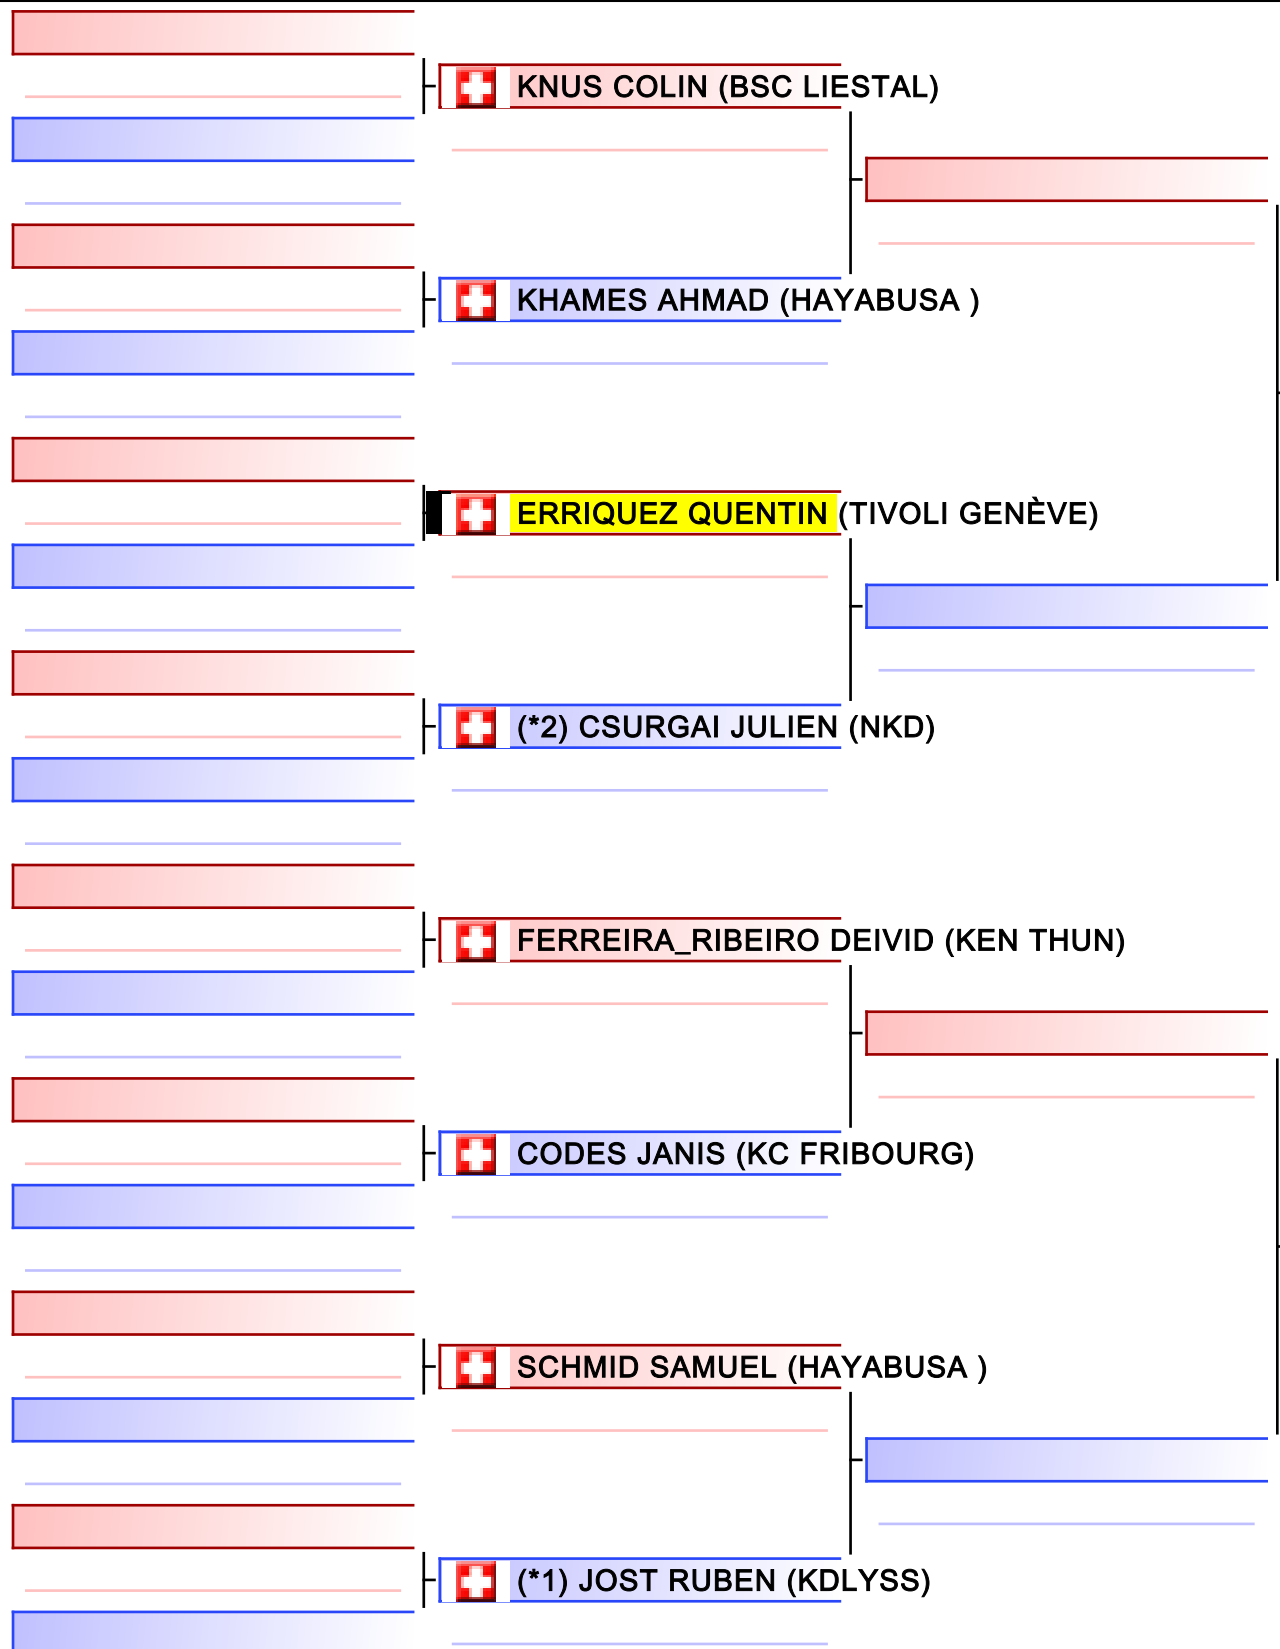 KNUS COLIN (BSC LIESTAL)
KHAMES AHMAD (HAYABUSA )
ERRIQUEZ QUENTIN (TIVOLI GENÈVE)
(*2) CSURGAI JULIEN (NKD)
FERREIRA_RIBEIRO DEIVID (KEN THUN)
CODES JANIS (KC FRIBOURG)
SCHMID SAMUEL (HAYABUSA )
(*1) JOST RUBEN (KDLYSS)